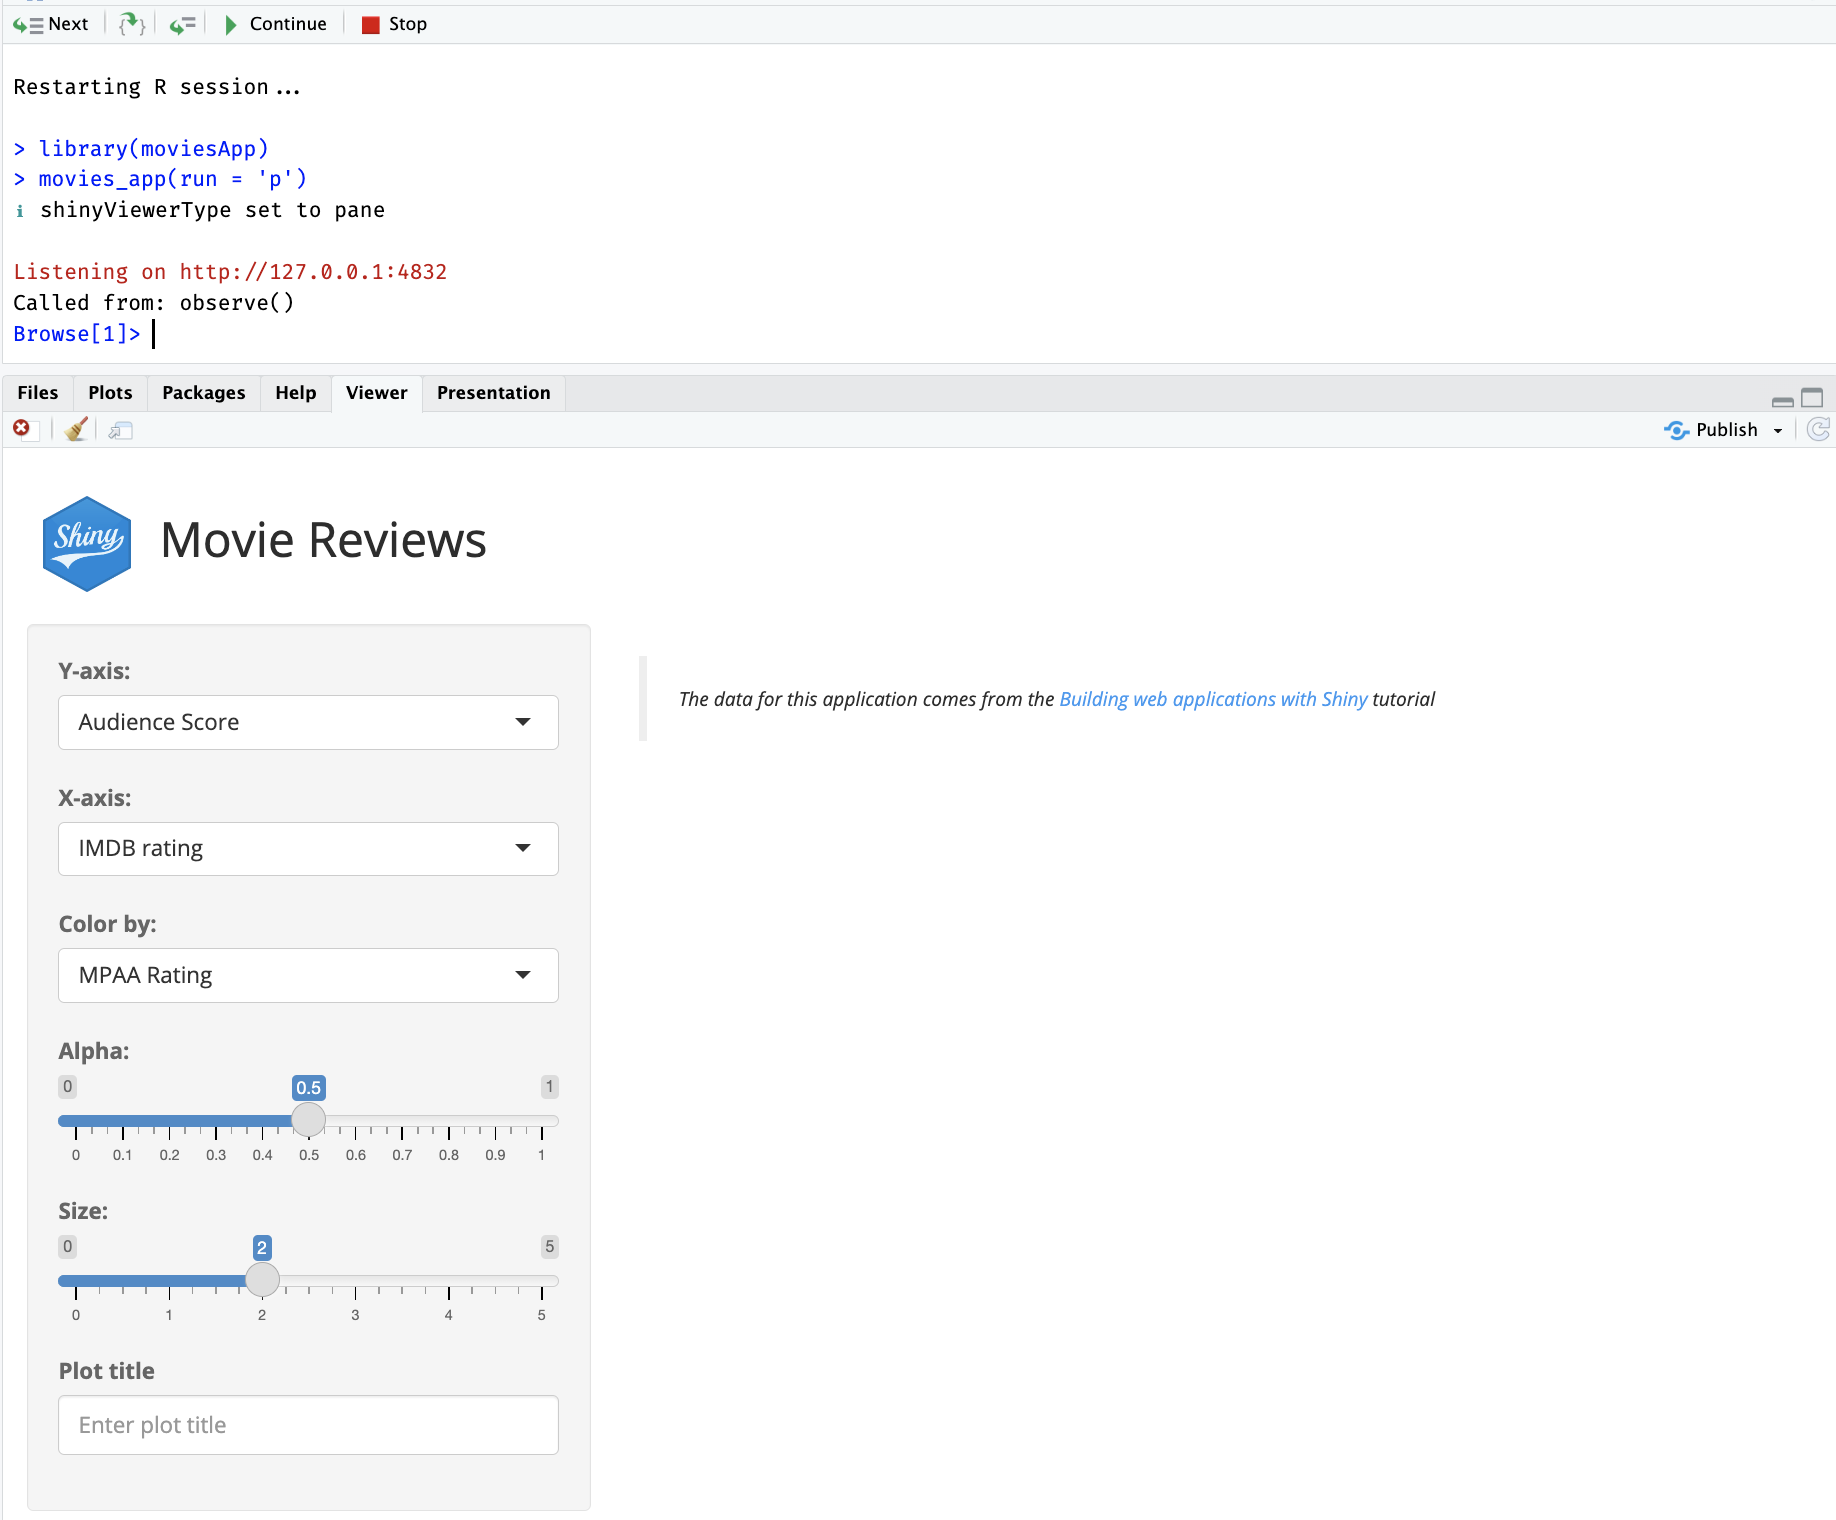 Next Continue Stop
Restarting R session...
> library(moviesApp)
> movies_app(run = 'p')
ℹ shinyViewerType set to pane
Listening on http://127.0.0.1:4832
Called from: observe()
Browse[1]>
Files Plots Packages Help Viewer Presentation
Publish
Shiny
Movie Reviews
Y-axis:
Audience Score
The data for this application comes from the Building web applications with Shiny tutorial
X-axis:
IMDB rating
Color by:
MPAA Rating
Alpha:
0 0.5 1
0 0.1 0.2 0.3 0.4 0.5 0.6 0.7 0.8 0.9 1
Size:
0 2 5
0 1 2 3 4 5
Plot title
Enter plot title